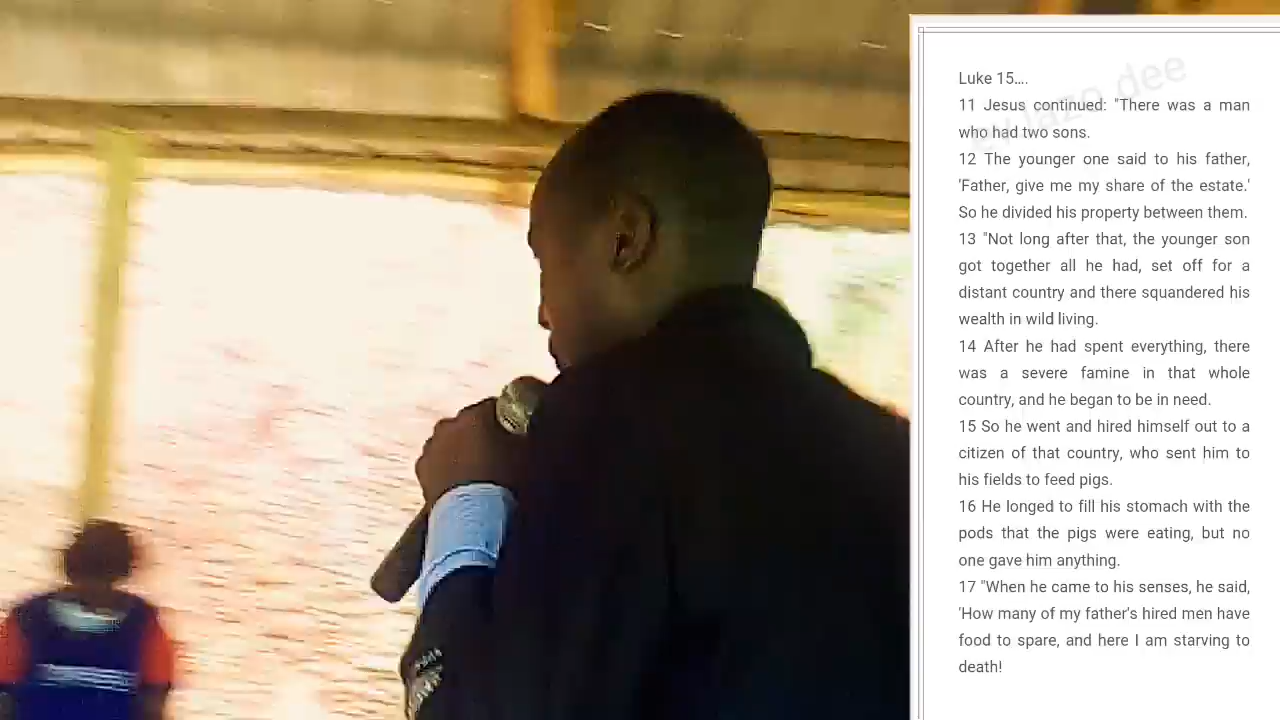 Luke 15....
11 Jesus continued: "There was a man
who had two sons.
12 The younger one said to his father,
'Father, give me my share of the estate.'
So he divided his property between them.
13 "Not long after that, the younger son
got together all he had, set off for a
distant country and there squandered his
wealth in wild living.
14 After he had spent everything, there
was a severe famine in that whole
country, and he began to be in need.
15 So he went and hired himself out to a
citizen of that country, who sent him to
his fields to feed pigs.
16 He longed to fill his stomach with the
pods that the pigs were eating, but no
one gave him anything.
17 "When he came to his senses, he said,
'How many of my father's hired men have
food to spare, and here I am starving to
death!